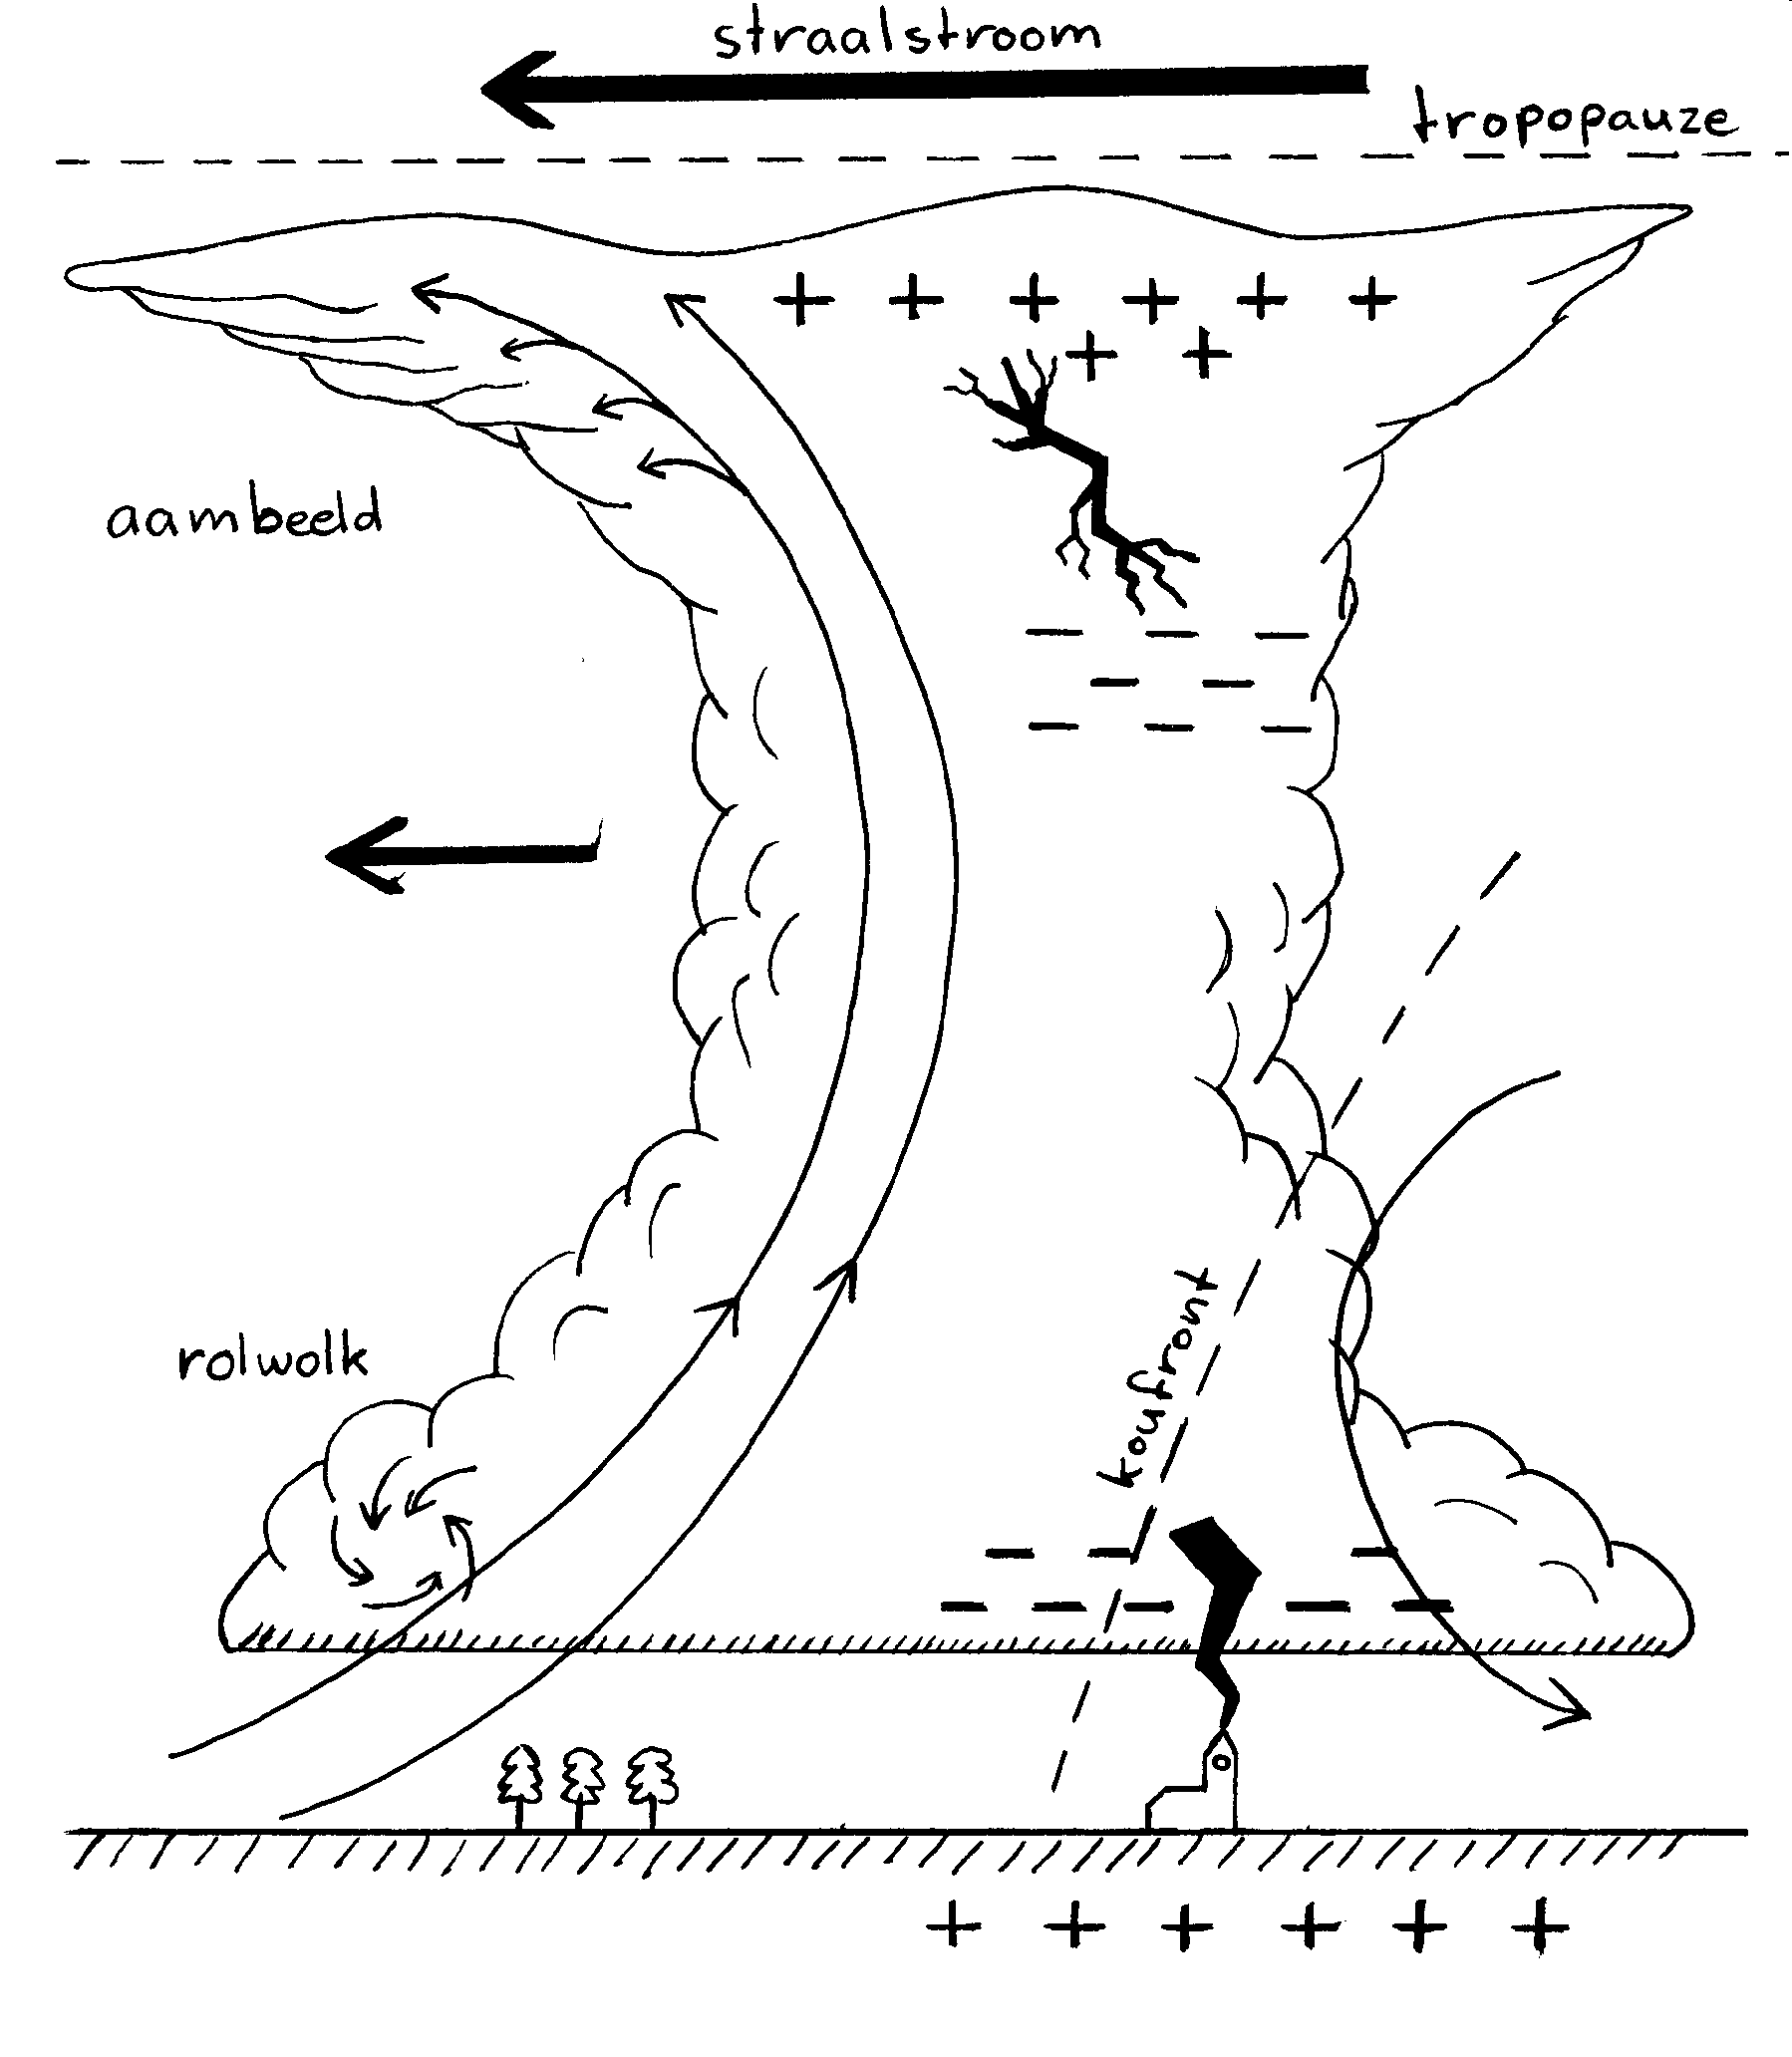 straalstroom
tropopauze
aambeeld
rolwolk
koufront